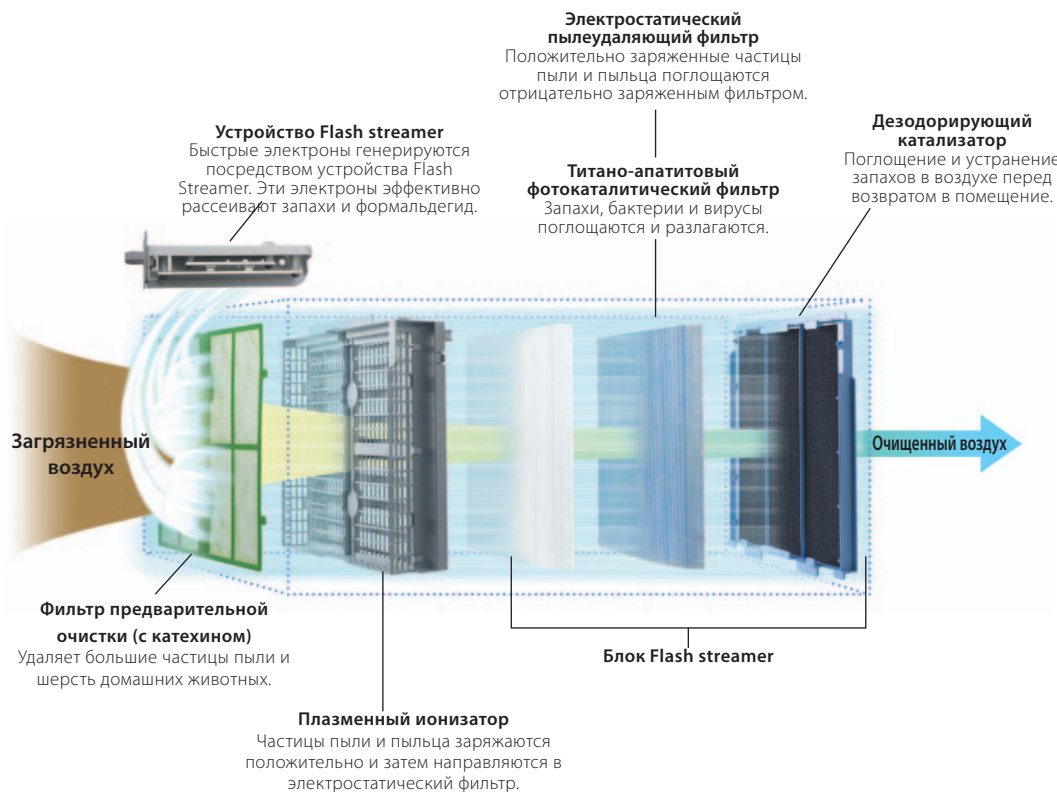 Электростатический
пылеудаляющий фильтр
Положительно заряженные частицы
пыли и пыльца поглощаются
отрицательно заряженным фильтром.
Устройство Flash streamer
Быстрые электроны генерируются
посредством устройства Flash
Streamer. Эти электроны эффективно
рассеивают запахи и формальдегид.
Титано-апатитовый
фотокаталитический фильтр
Запахи, бактерии и вирусы
поглощаются и разлагаются.
Дезодорирующий
катализатор
Поглощение и устранение
запахов в воздухе перед
возвратом в помещение.
Загрязненный
воздух
Очищенный воздух
Фильтр предварительной
очистки (с катехином)
Удаляет большие частицы пыли и
шерсть домашних животных.
Блок Flash streamer
Плазменный ионизатор
Частицы пыли и пыльца заряжаются
положительно и затем направляются в
электростатический фильтр.